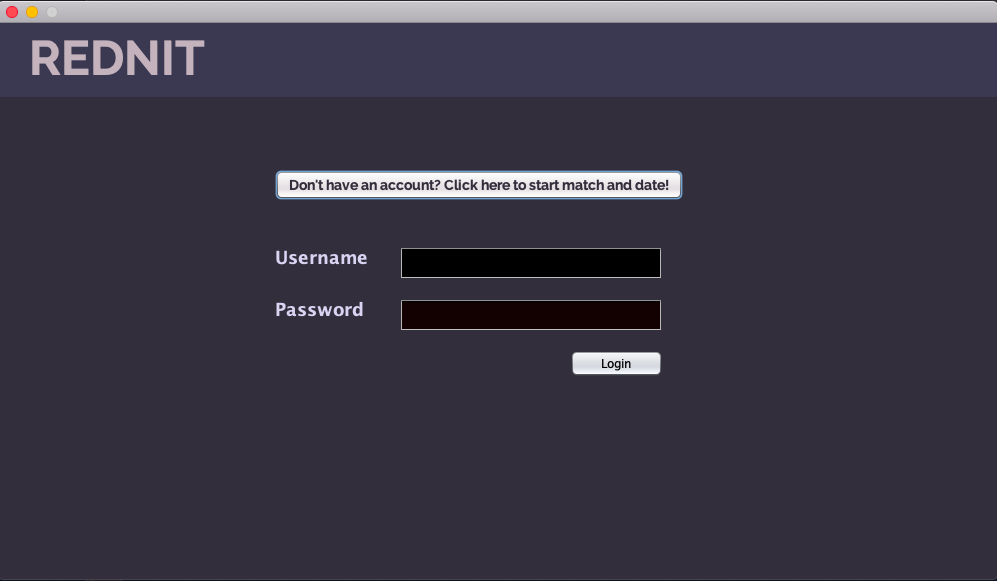 REDNIT
Don't have an account? Click here to start match and date!
Username
Password
Login